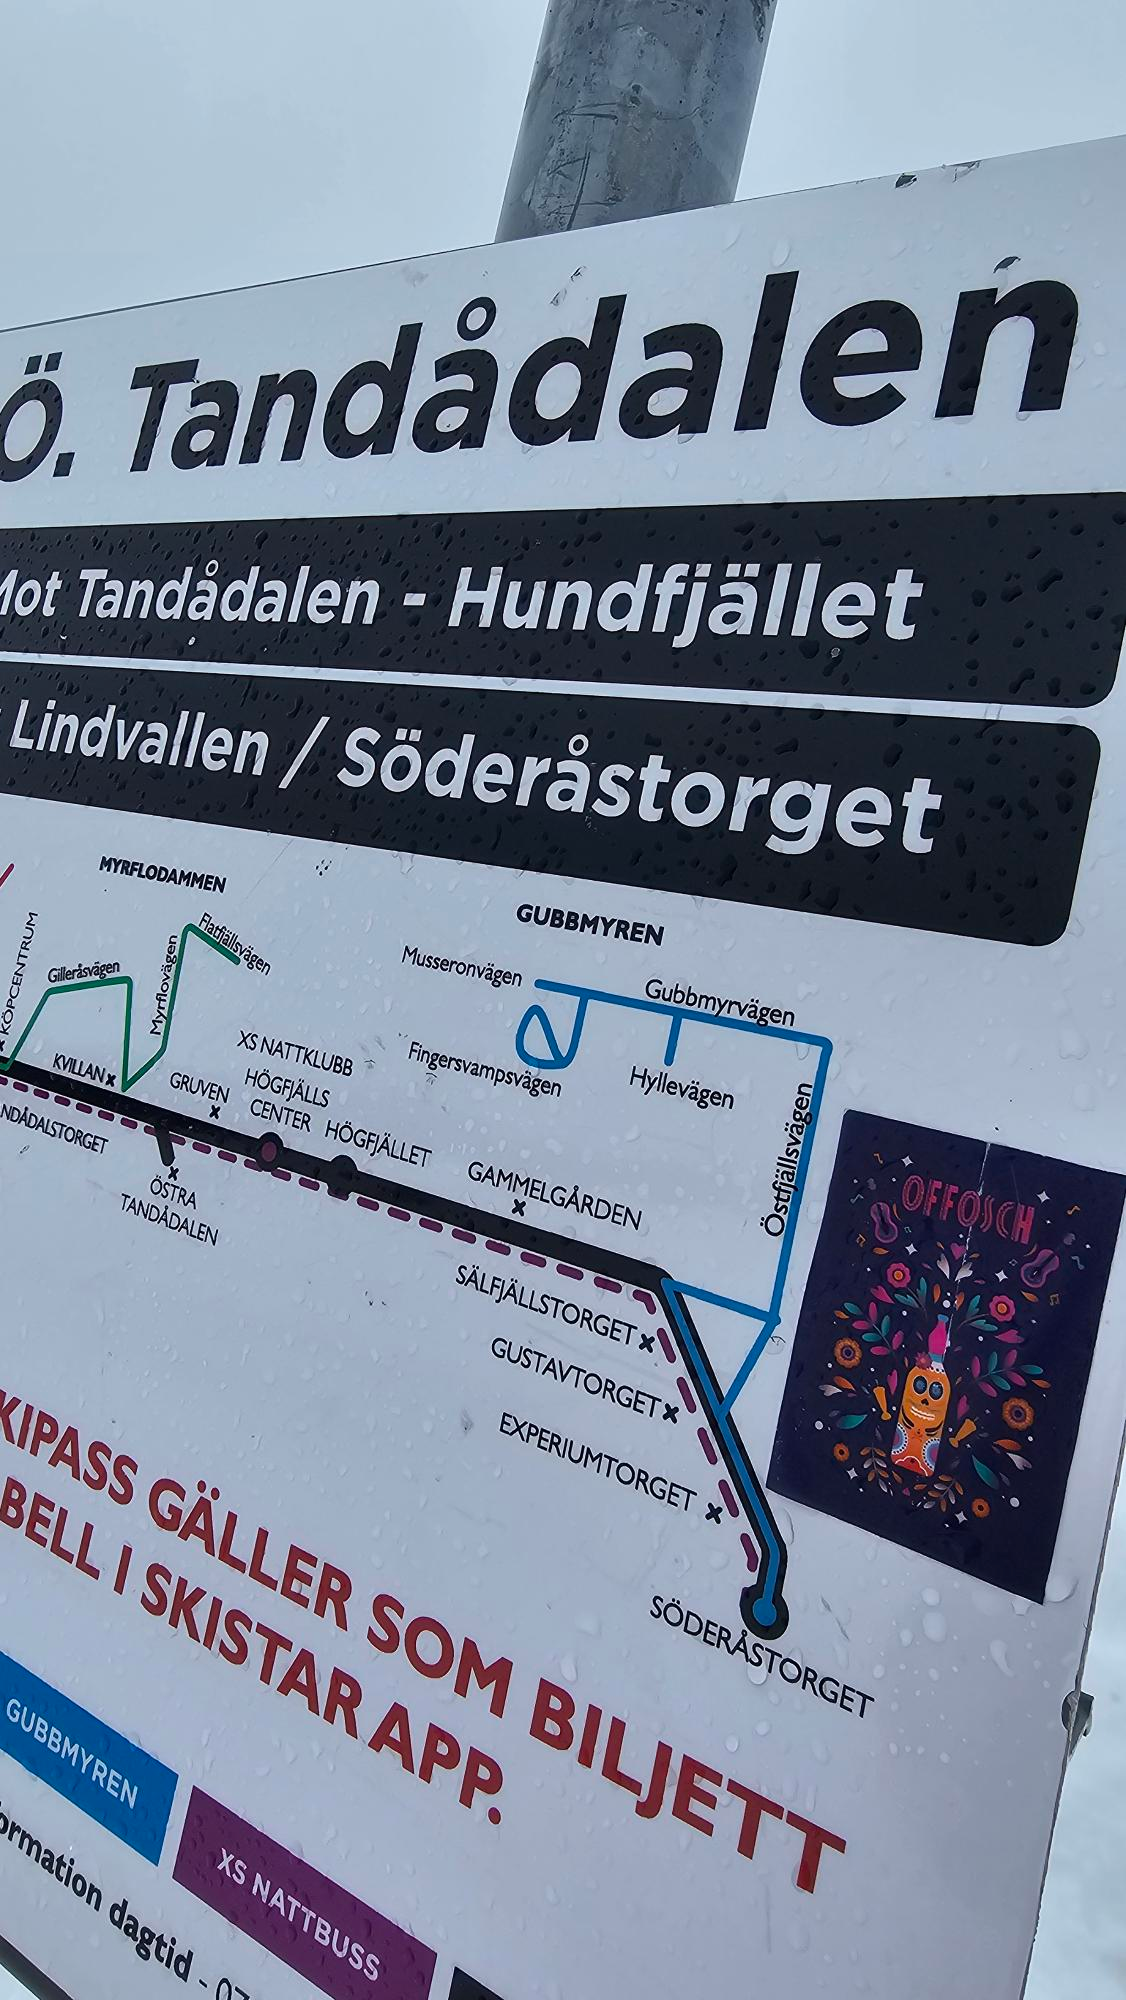 Ö. Tandådalen
Mot Tandådalen - Hundfjället
Lindvallen / Söderåstorget
MYRFLODAMMEN
GUBBMYREN
KÖPCENTRUM
Gilleråsvägen
Myrflovägen
Flatfjällsvägen
Musseronvägen
Gubbmyrvägen
Fingersvampsvägen
Hyllevägen
Östfjällsvägen
KVILLAN
GRUVEN
XS NATTKLUBB
HÖGFJÄLLS
CENTER
HÖGFJÄLLET
NDÅDALSTORGET
ÖSTRA
TANDÅDALEN
GAMMELGÅRDEN
SÄLFJÄLLSTORGET
GUSTAVTORGET
EXPERIUMTORGET
SÖDERÅSTORGET
OFFOSCH
KIPASS GÄLLER SOM BILJETT
BELL I SKISTAR APP.
GUBBMYREN
XS NATTBUSS
ormation dagtid - 07